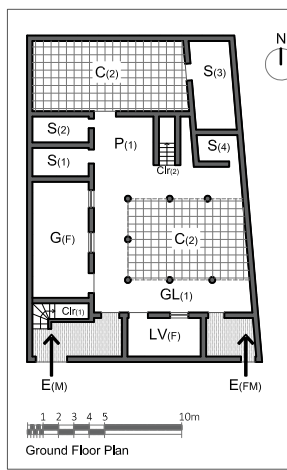 N
C(2)
S(3)
S(2)
P(1)
S(4)
S(1)
Clr(2)
G(F)
C(2)
GL(1)
Clr(1)
LV(F)
E(M)
E(FM)
1 2 3 4 5 10m
Ground Floor Plan